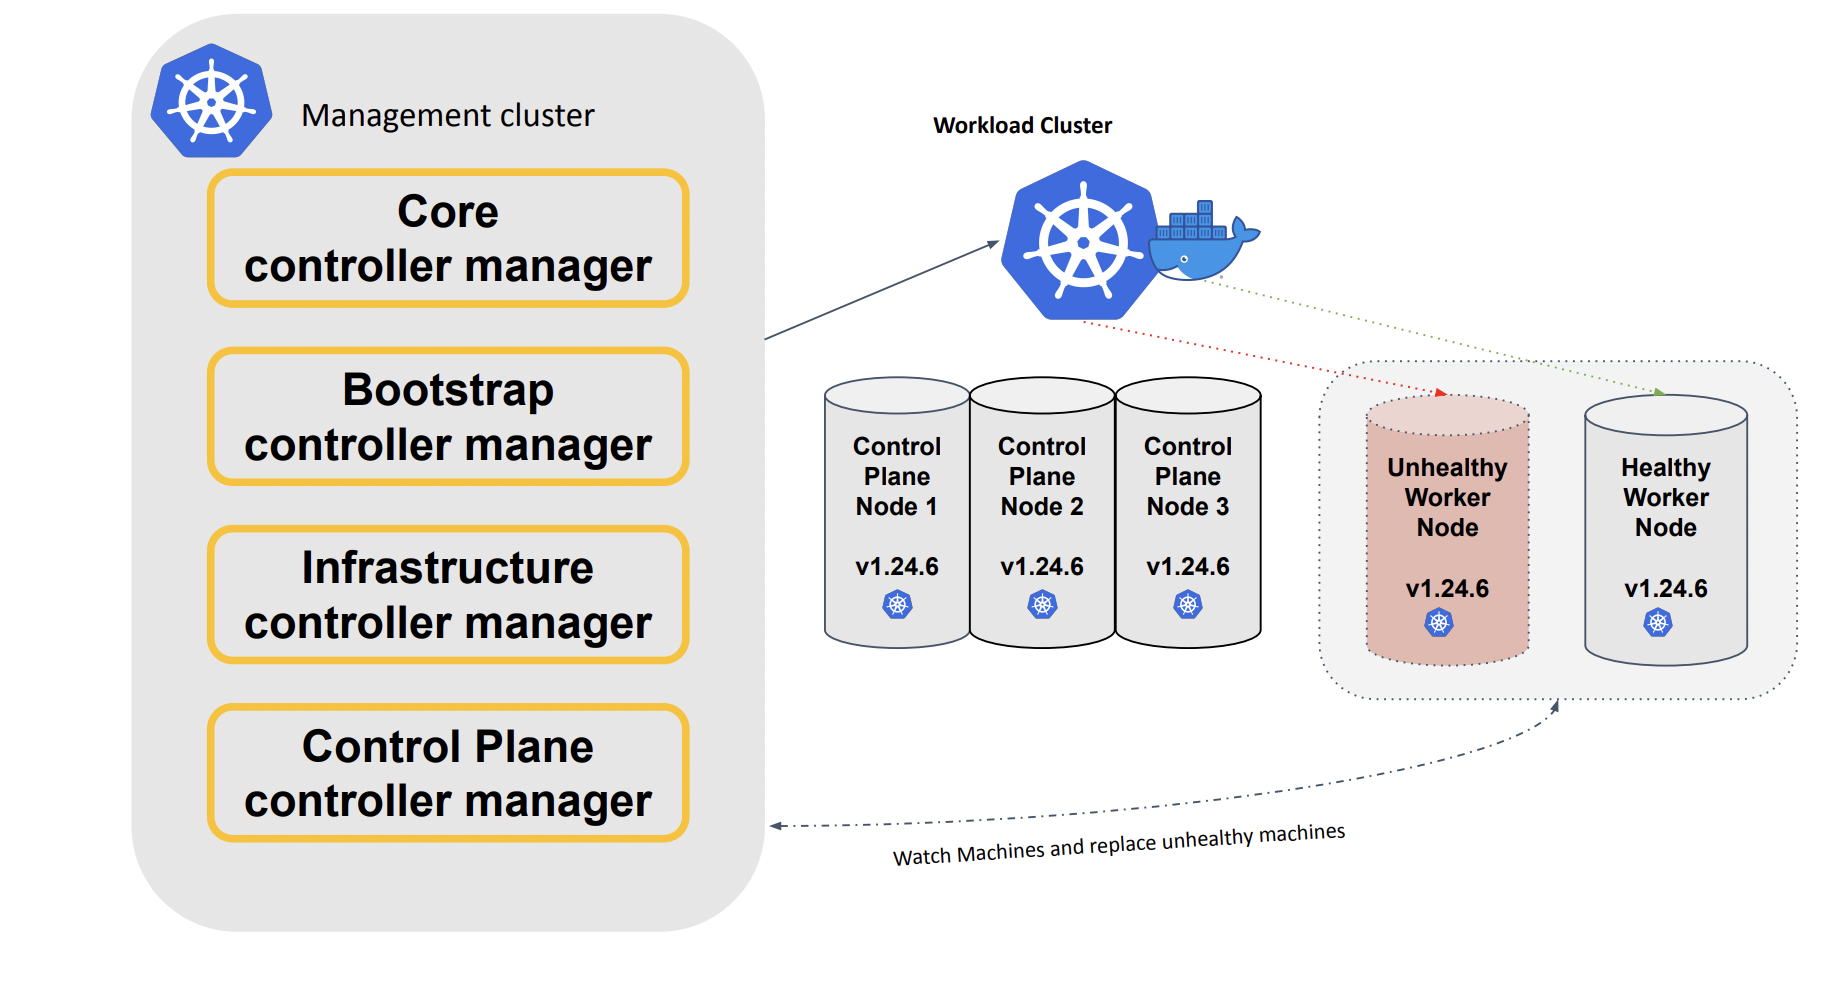 Management cluster
Core
controller manager
Bootstrap
controller manager
Infrastructure
controller manager
Control Plane
controller manager
Workload Cluster
Control
Plane
Node 1
v1.24.6
Control
Plane
Node 2
v1.24.6
Control
Plane
Node 3
v1.24.6
Unhealthy
Worker
Node
v1.24.6
Healthy
Worker
Node
v1.24.6
Watch Machines and replace unhealthy machines